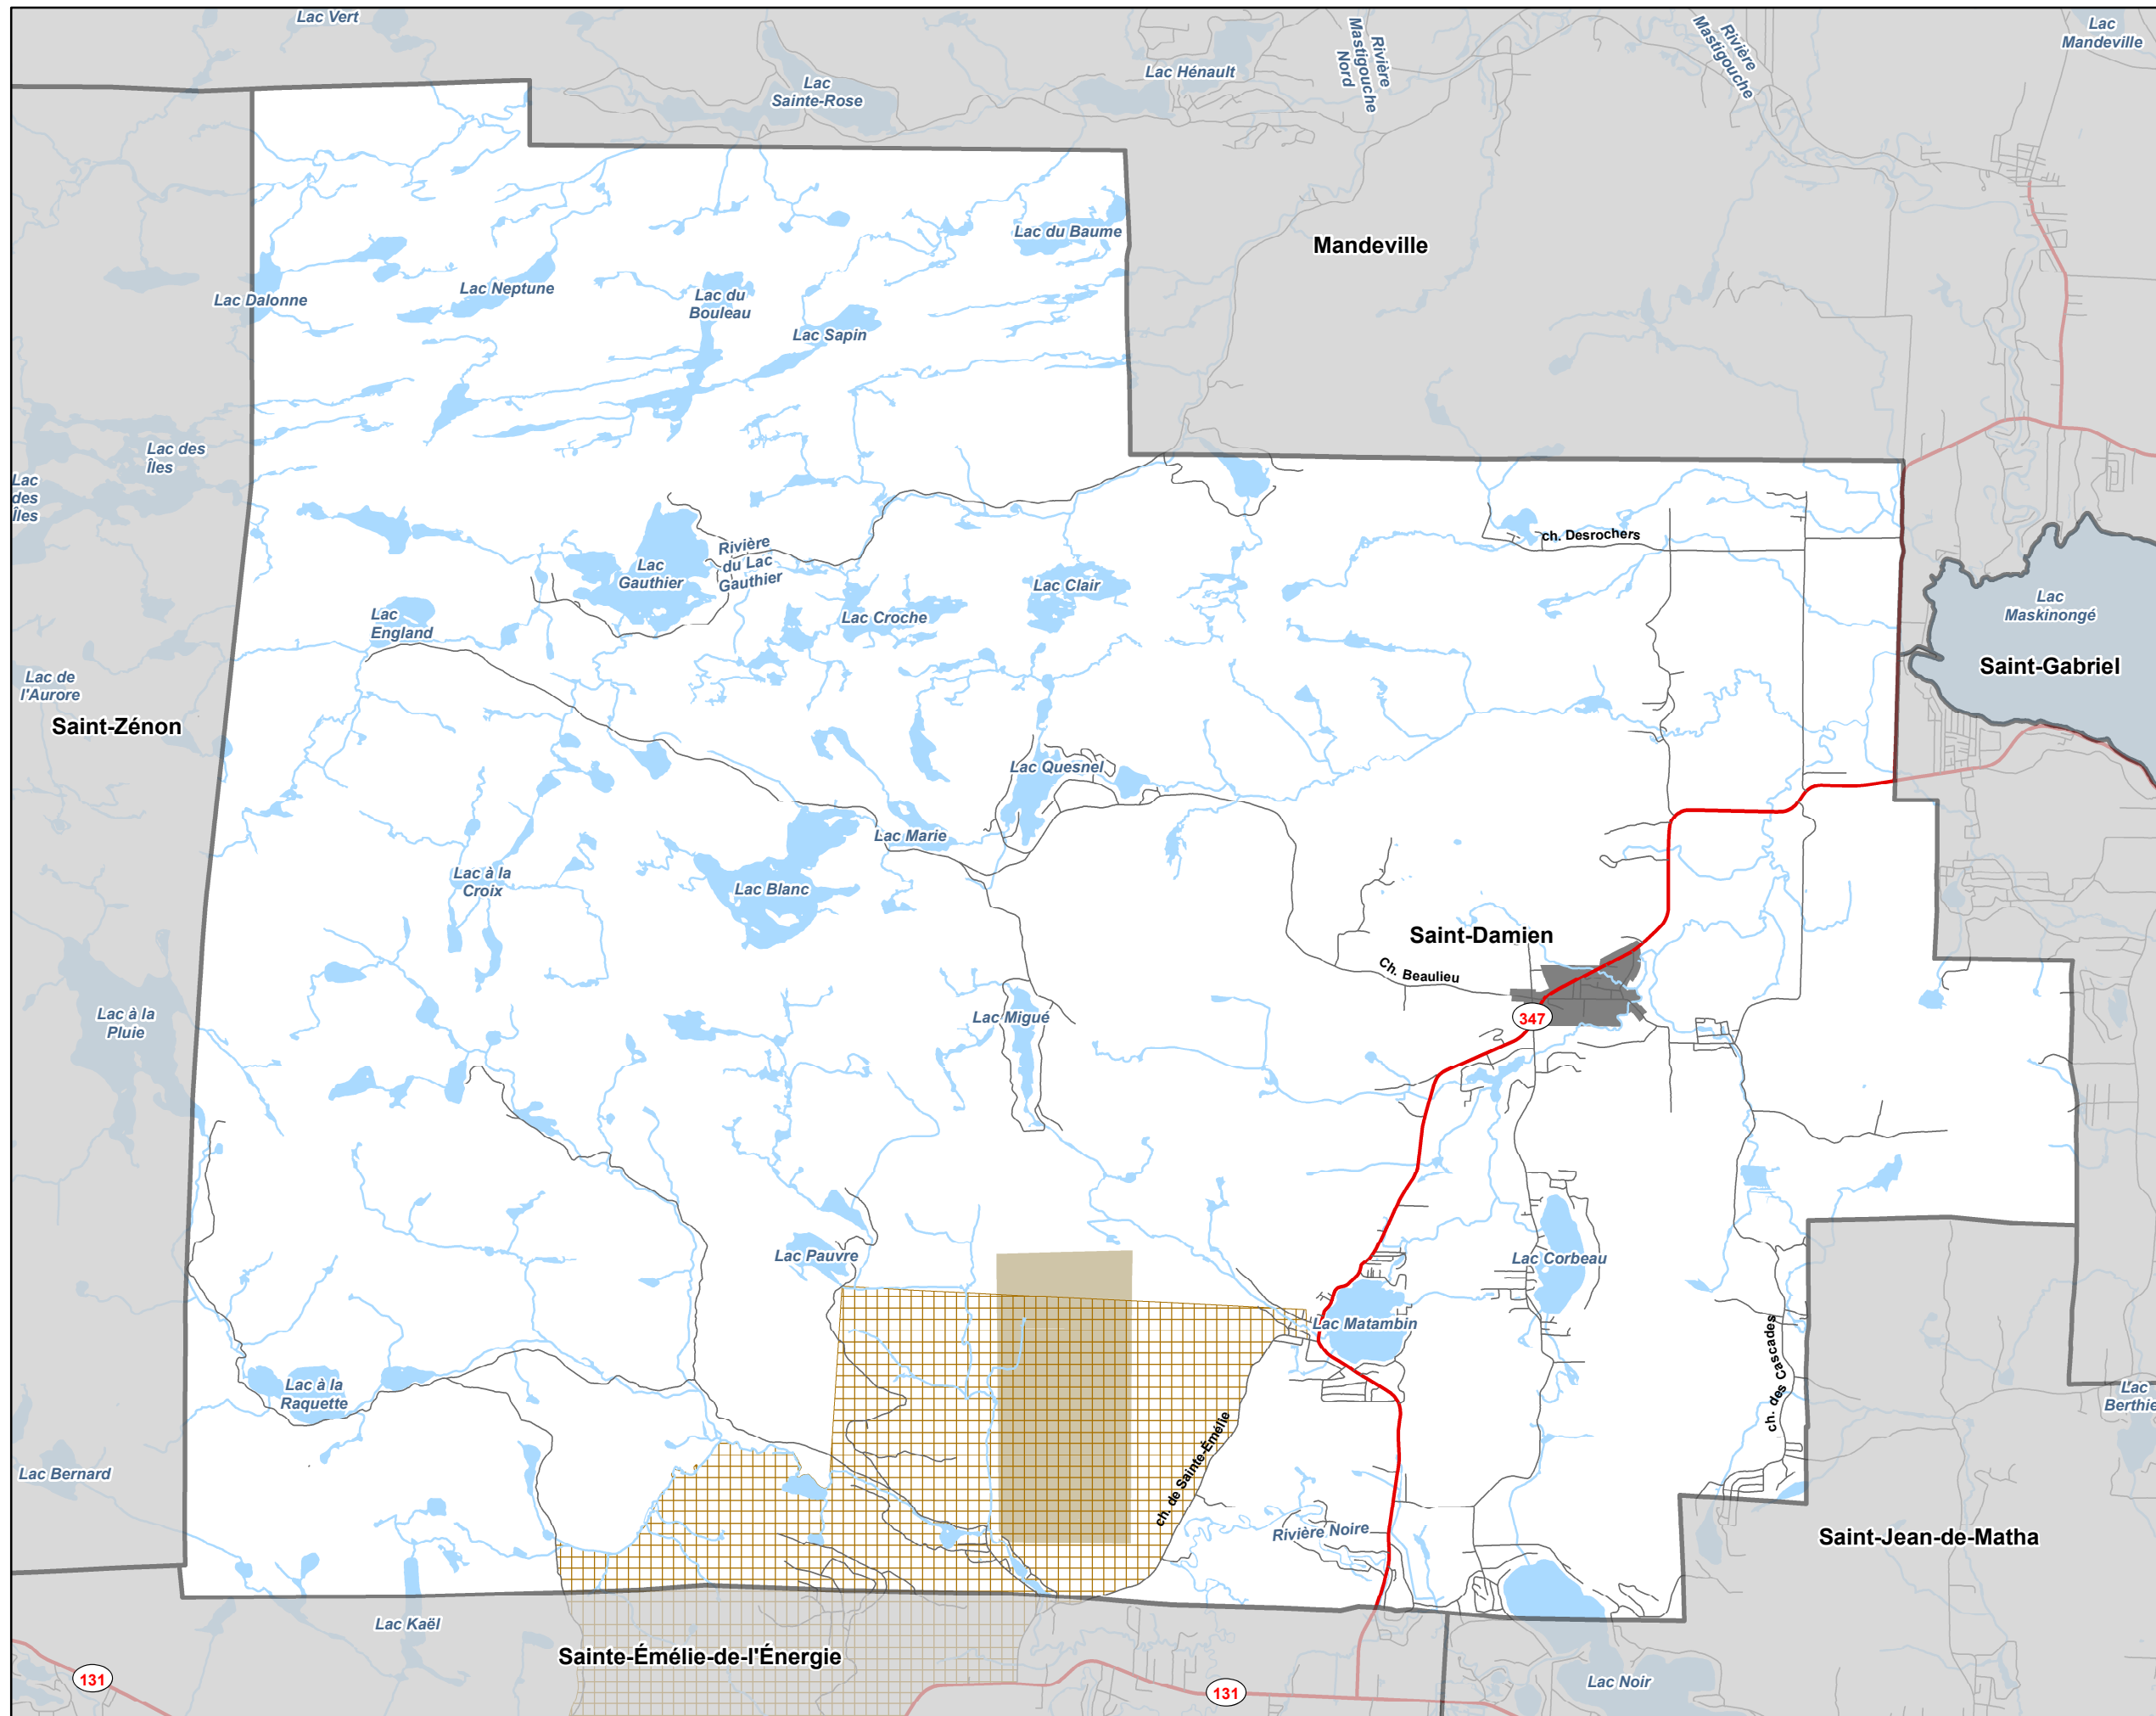 Lac Vert
Lac
Sainte-Rose
Lac Hénault
Rivière
Mastigouche
Nord
Rivière
Mastigouche
Lac
Mandeville
Mandeville
Lac du Baume
Lac Dalonne
Lac Neptune
Lac du
Bouleau
Lac Sapin
Lac des
Îles
Lac
des
Îles
ch. Desrochers
Lac
Gauthier
Rivière
du Lac
Gauthier
Lac Clair
Lac Croche
Lac
England
Lac
Maskinongé
Saint-Gabriel
Lac de
l'Aurore
Saint-Zénon
Lac Quesnel
Lac Marie
Lac à la
Croix
Lac Blanc
Saint-Damien
Ch. Beaulieu
347
Lac à la
Pluie
Lac Migué
Lac Pauvre
Lac Corbeau
Lac Matambin
ch. des Cascades
Lac à la
Raquette
Lac
Berthie
ch. de Sainte-Émélie
Lac Bernard
Rivière Noire
Saint-Jean-de-Matha
Lac Kaël
Sainte-Émélie-de-l'Énergie
131
131
Lac Noir